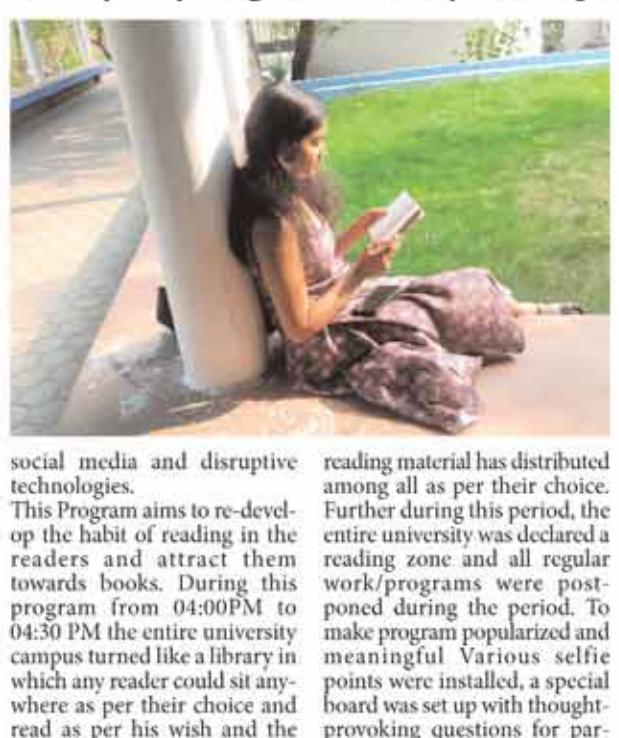 social media and disruptive
technologies.
This Program aims to re-devel-
op the habit of reading in the
readers and attract them
towards books. During this
program from 04:00PM to
04:30 PM the entire university
campus turned like a library in
which any reader could sit any-
where as per their choice and
read as per his wish and the
reading material has distributed
among all as per their choice.
Further during this period, the
entire university was declared a
reading zone and all regular
work/programs were post-
poned during the period. To
make program popularized and
meaningful Various selfie
points were installed, a special
board was set up with thought-
provoking questions for par-